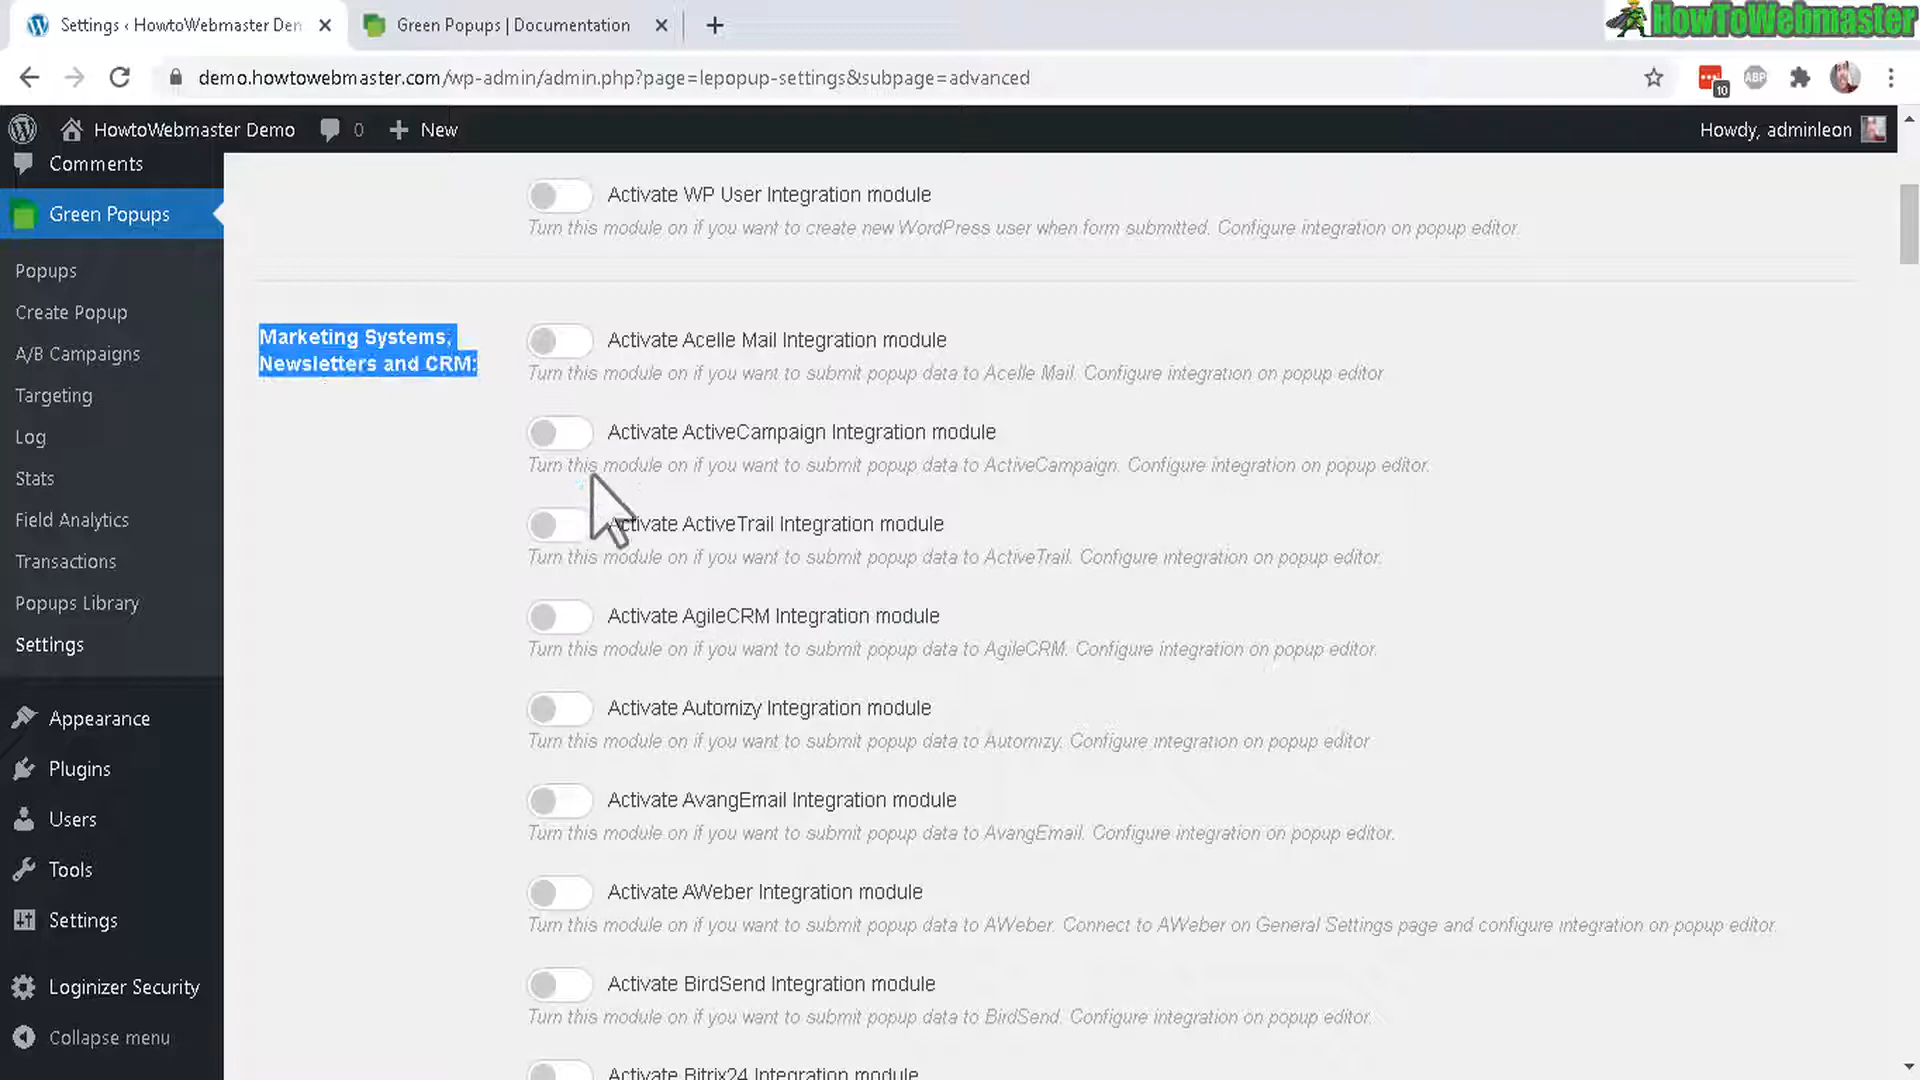 Settings ‹ HowtoWebmaster Den
Green Popups | Documentation
HowToWebmaster
demo.howtowebmaster.com/wp-admin/admin.php?page=lepopup-settings&subpage=advanced
10
ABP
HowtoWebmaster Demo
0
New
Howdy, adminleon
Comments
Green Popups
Popups
Create Popup
A/B Campaigns
Targeting
Log
Stats
Field Analytics
Transactions
Popups Library
Settings
Appearance
Plugins
Users
Tools
Settings
Loginizer Security
Collapse menu
Activate WP User Integration module
Turn this module on if you want to create new WordPress user when form submitted. Configure integration on popup editor.
Marketing Systems,
Newsletters and CRM:
Activate Acelle Mail Integration module
Turn this module on if you want to submit popup data to Acelle Mail. Configure integration on popup editor
Activate ActiveCampaign Integration module
Turn this module on if you want to submit popup data to ActiveCampaign. Configure integration on popup editor.
Activate ActiveTrail Integration module
Turn this module on if you want to submit popup data to ActiveTrail. Configure integration on popup editor.
Activate AgileCRM Integration module
Turn this module on if you want to submit popup data to AgileCRM. Configure integration on popup editor.
Activate Automizy Integration module
Turn this module on if you want to submit popup data to Automizy. Configure integration on popup editor
Activate AvangEmail Integration module
Turn this module on if you want to submit popup data to AvangEmail. Configure integration on popup editor.
Activate AWeber Integration module
Turn this module on if you want to submit popup data to AWeber. Connect to AWeber on General Settings page and configure integration on popup editor.
Activate BirdSend Integration module
Turn this module on if you want to submit popup data to BirdSend. Configure integration on popup editor.
Activate Bitrix24 Integration module